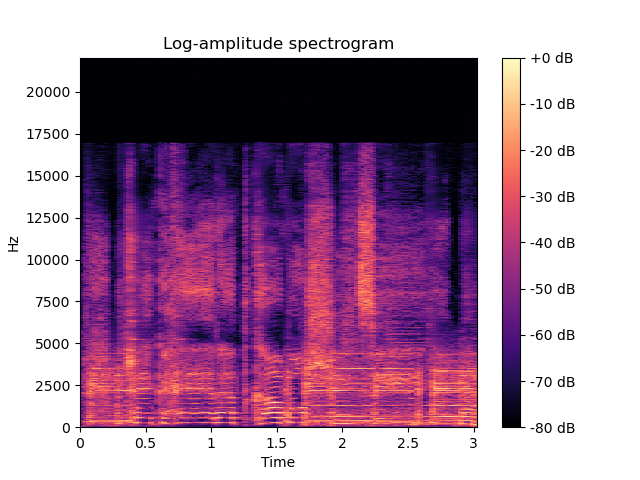 Log-amplitude spectrogram
Hz
20000
17500
15000
12500
10000
7500
5000
2500
0
0 0.5 1 1.5 2 2.5 3
Time
+0 dB
-10 dB
-20 dB
-30 dB
-40 dB
-50 dB
-60 dB
-70 dB
-80 dB